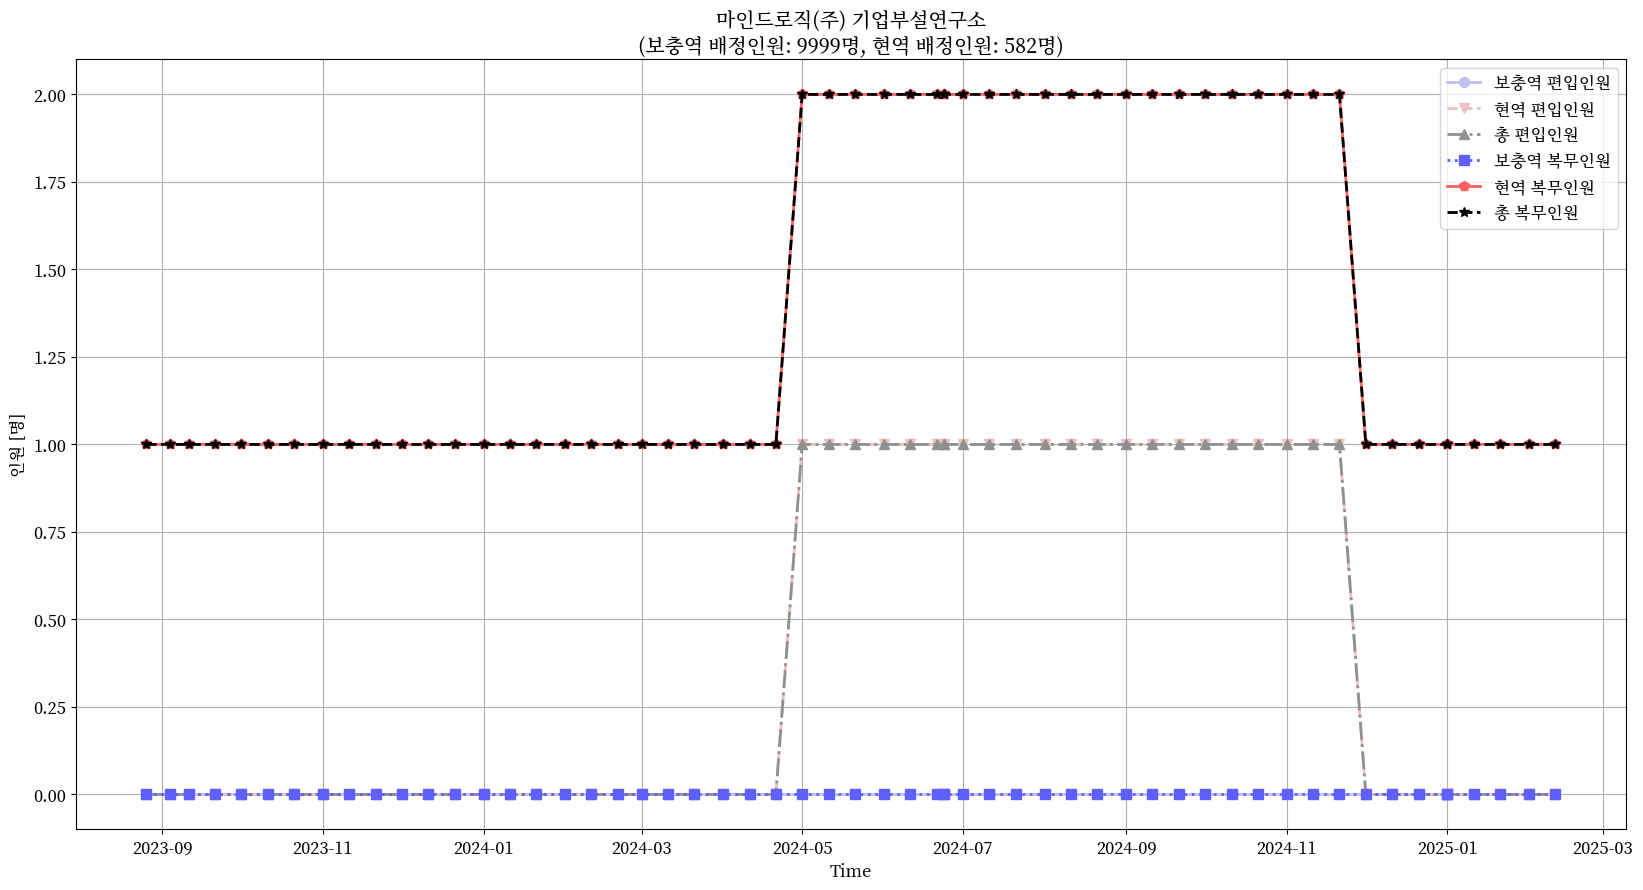 마인드로직(주) 기업부설연구소
(보충역 배정인원: 9999명, 현역 배정인원: 582명)
보충역 편입인원
현역 편입인원
총 편입인원
보충역 복무인원
현역 복무인원
총 복무인원
인원 [명]
2.00
1.75
1.50
1.25
1.00
0.75
0.50
0.25
0.00
2023-09
2023-11
2024-01
2024-03
2024-05
2024-07
2024-09
2024-11
2025-01
2025-03
Time